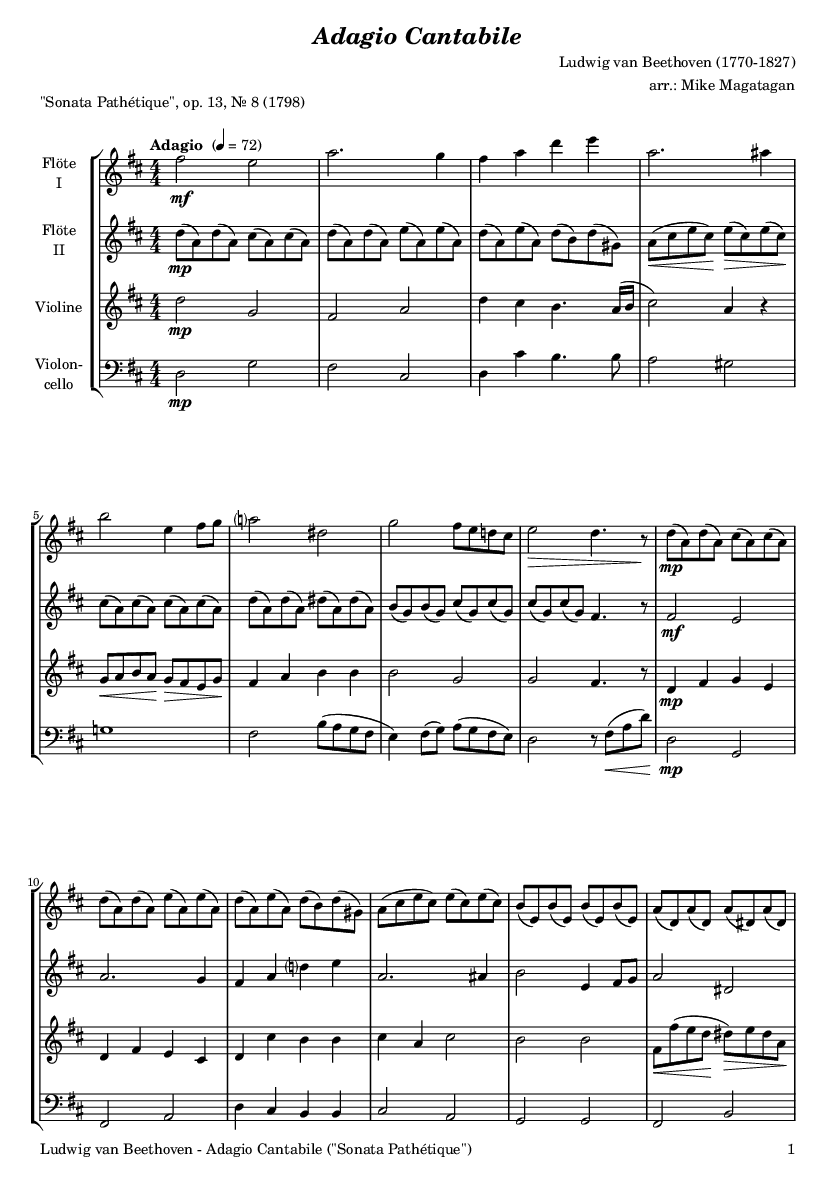 Adagio Cantabile
Ludwig van Beethoven (1770-1827)
arr.: Mike Magatagan
"Sonata Pathétique", op. 13, № 8 (1798)
Adagio (♩ = 72)
Flöte
I
mf
Flöte
II
mp
Violine
mp
Violon-
cello
mp
5
mp
mf
mp
mp
10
Ludwig van Beethoven - Adagio Cantabile ("Sonata Pathétique")
1